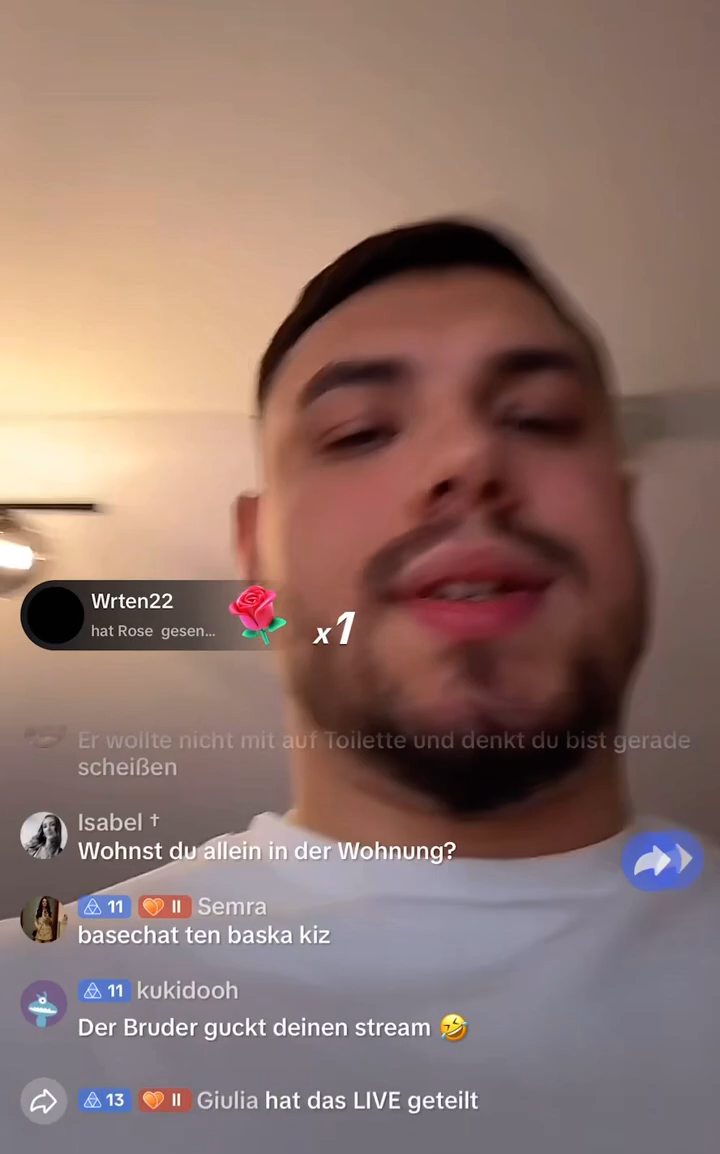 Wrten22
hat Rose gesen...
x1
Er wollte nicht mit auf Toilette und denkt du bist gerade
scheißen
Isabel †
Wohnst du allein in der Wohnung?
11 II Semra
basechat ten baska kiz
11 kukidooh
Der Bruder guckt deinen stream 🤣
13 II Giulia hat das LIVE geteilt